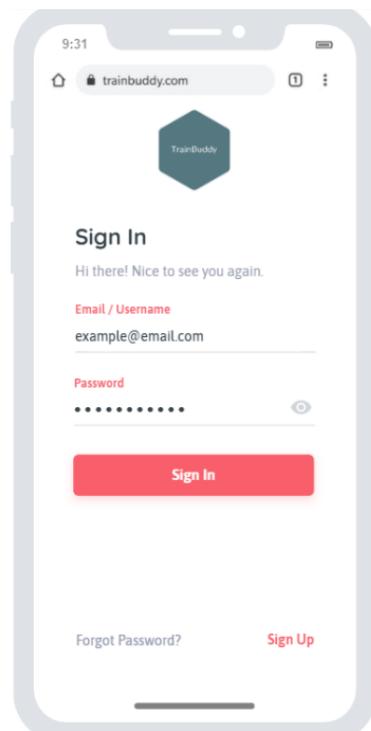 9:31
trainbuddy.com 1
TrainBuddy
Sign In
Hi there! Nice to see you again.
Email / Username
example@email.com
Password
•••••••••••
Sign In
Forgot Password? Sign Up